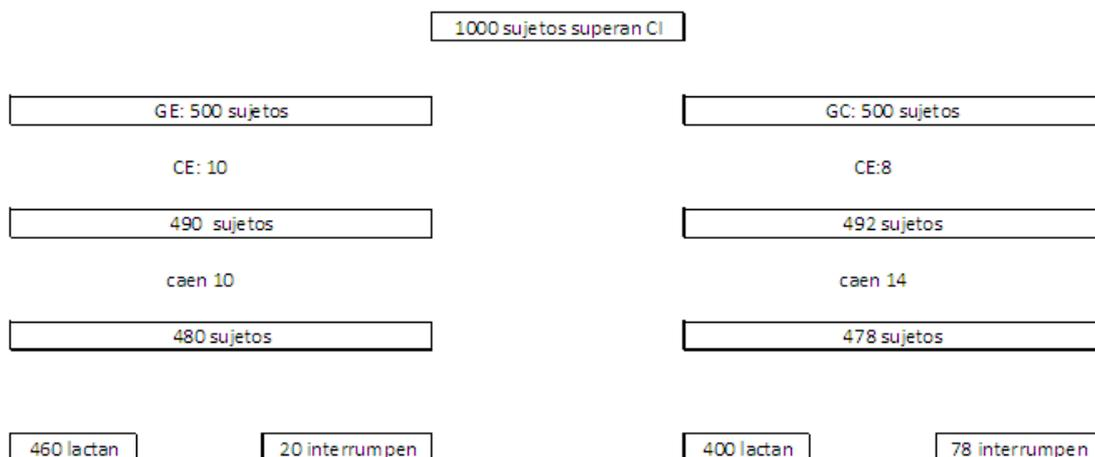 1000 sujetos superan CI
GE: 500 sujetos
GC: 500 sujetos
CE: 10
CE:8
490 sujetos
492 sujetos
caen 10
caen 14
480 sujetos
478 sujetos
460 lactan
20 interrumpen
400 lactan
78 interrumpen